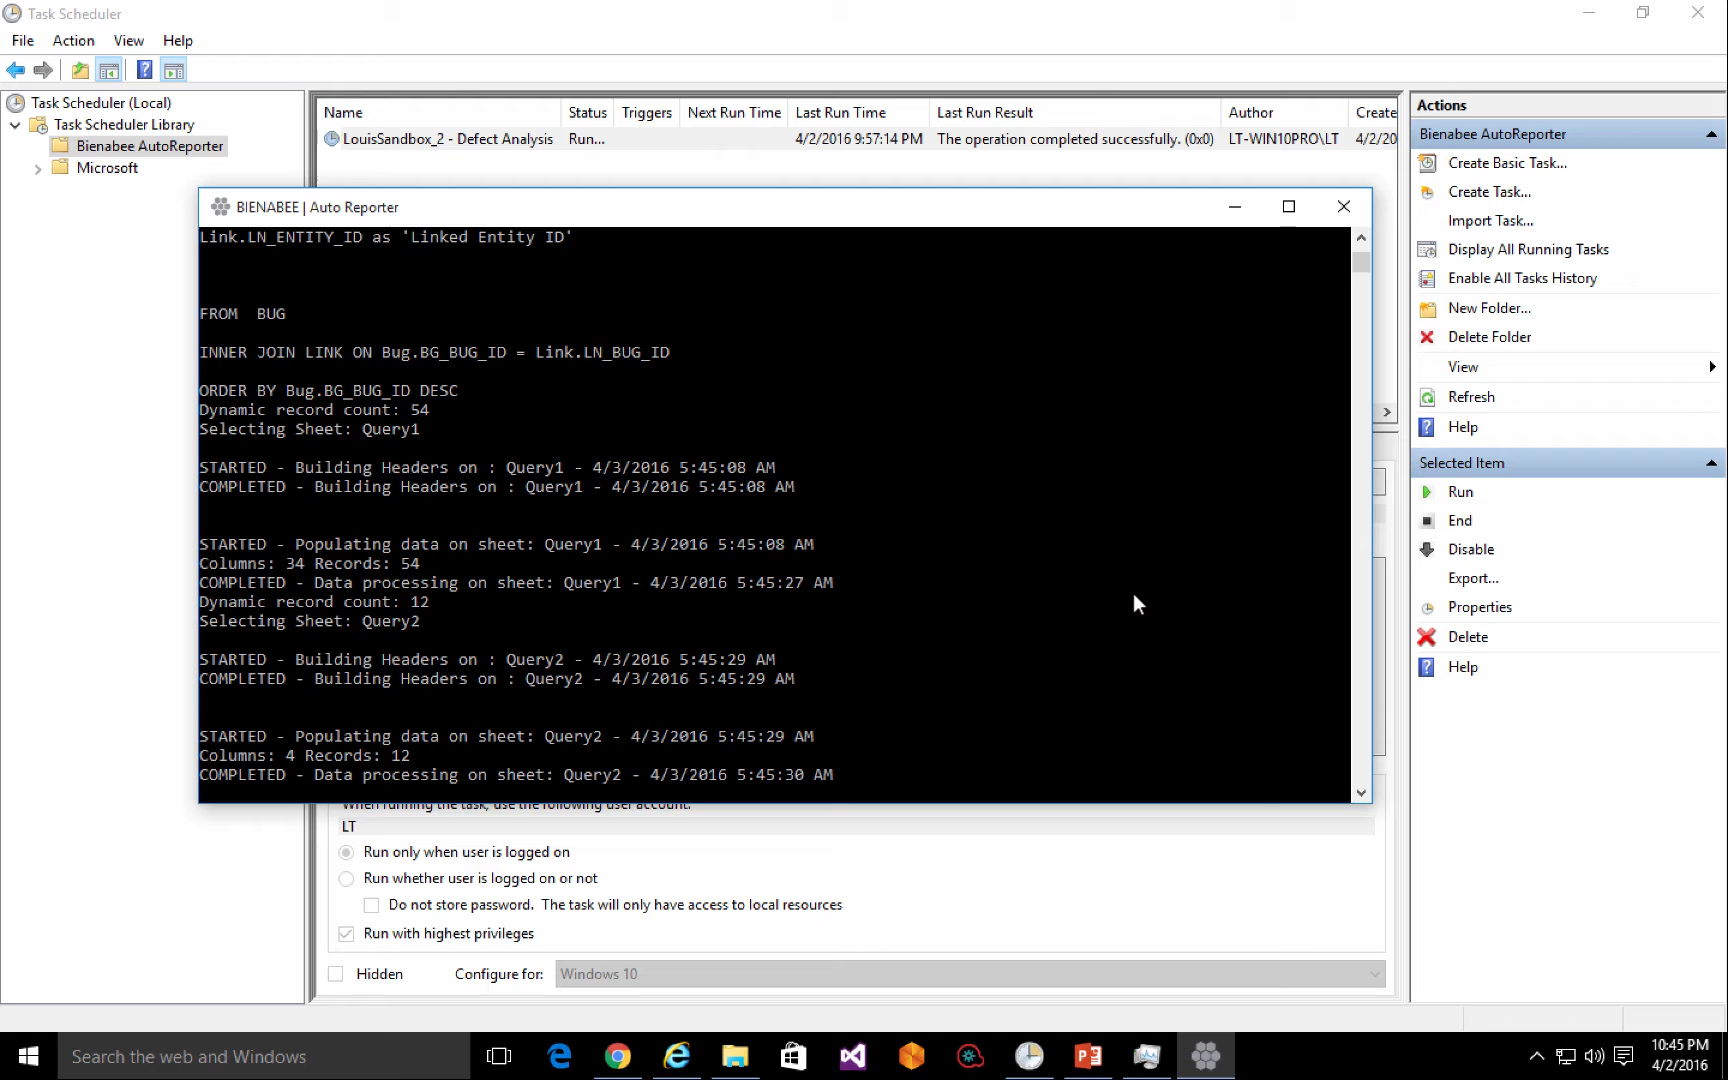 Task Scheduler
File Action View Help
Task Scheduler (Local)
Task Scheduler Library
Bienabee AutoReporter
Microsoft
Name Status Triggers Next Run Time Last Run Time Last Run Result Author Create
LouisSandbox_2 - Defect Analysis Run... 4/2/2016 9:57:14 PM The operation completed successfully. (0x0) LT-WIN10PRO\LT 4/2/20
BIENABEE | Auto Reporter
Link.LN_ENTITY_ID as 'Linked Entity ID'
FROM BUG
INNER JOIN LINK ON Bug.BG_BUG_ID = Link.LN_BUG_ID
ORDER BY Bug.BG_BUG_ID DESC
Dynamic record count: 54
Selecting Sheet: Query1
STARTED - Building Headers on : Query1 - 4/3/2016 5:45:08 AM
COMPLETED - Building Headers on : Query1 - 4/3/2016 5:45:08 AM
STARTED - Populating data on sheet: Query1 - 4/3/2016 5:45:08 AM
Columns: 34 Records: 54
COMPLETED - Data processing on sheet: Query1 - 4/3/2016 5:45:27 AM
Dynamic record count: 12
Selecting Sheet: Query2
STARTED - Building Headers on : Query2 - 4/3/2016 5:45:29 AM
COMPLETED - Building Headers on : Query2 - 4/3/2016 5:45:29 AM
STARTED - Populating data on sheet: Query2 - 4/3/2016 5:45:29 AM
Columns: 4 Records: 12
COMPLETED - Data processing on sheet: Query2 - 4/3/2016 5:45:30 AM
When running the task, use the following user account:
LT
Run only when user is logged on
Run whether user is logged on or not
Do not store password. The task will only have access to local resources
Run with highest privileges
Hidden Configure for: Windows 10
Actions
Bienabee AutoReporter
Create Basic Task...
Create Task...
Import Task...
Display All Running Tasks
Enable All Tasks History
New Folder...
Delete Folder
View
Refresh
Help
Selected Item
Run
End
Disable
Export...
Properties
Delete
Help
Search the web and Windows
10:45 PM
4/2/2016